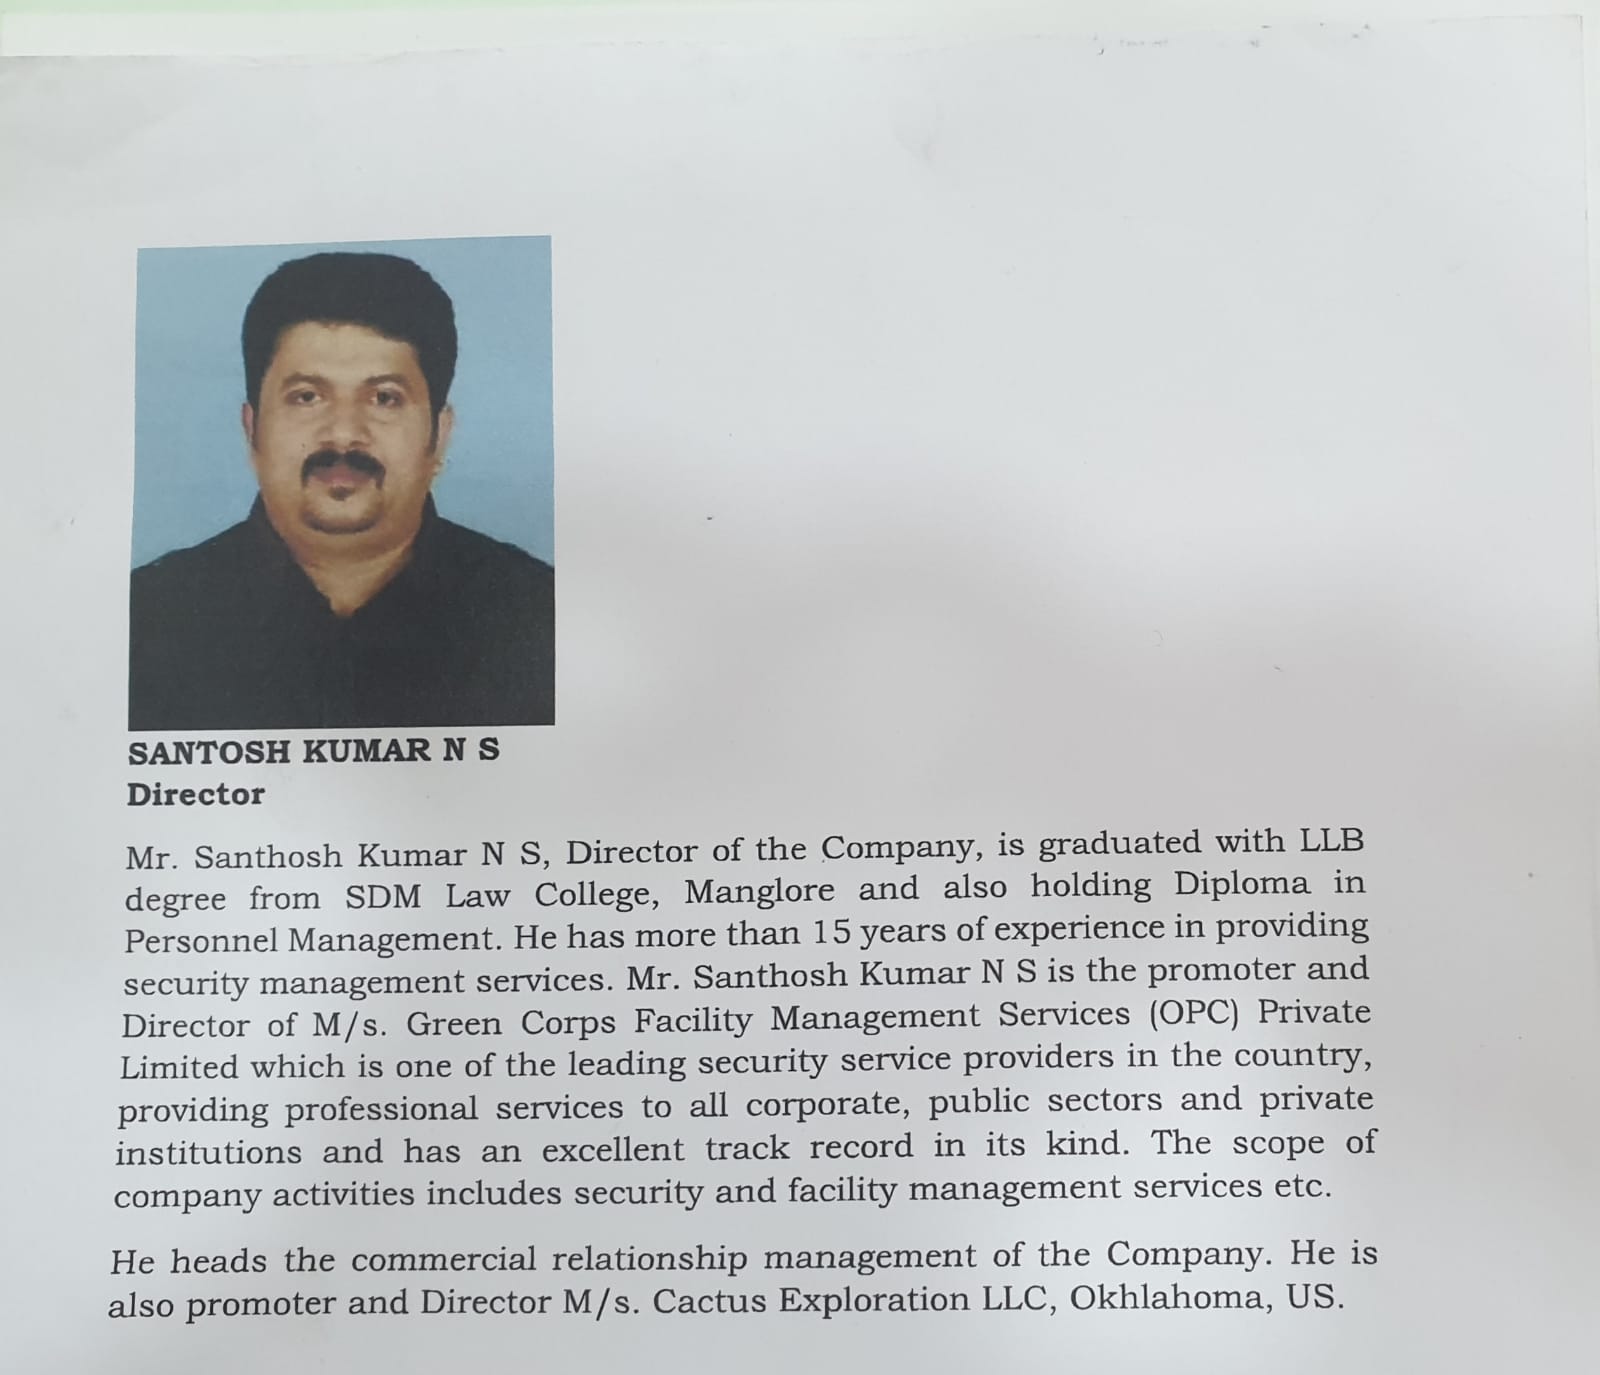 SANTOSH KUMAR N S
Director
Mr. Santhosh Kumar N S, Director of the Company, is graduated with LLB
degree from SDM Law College, Manglore and also holding Diploma in
Personnel Management. He has more than 15 years of experience in providing
security management services. Mr. Santhosh Kumar N S is the promoter and
Director of M/s. Green Corps Facility Management Services (OPC) Private
Limited which is one of the leading security service providers in the country,
providing professional services to all corporate, public sectors and private
institutions and has an excellent track record in its kind. The scope of
company activities includes security and facility management services etc.
He heads the commercial relationship management of the Company. He is
also promoter and Director M/s. Cactus Exploration LLC, Okhlahoma, US.